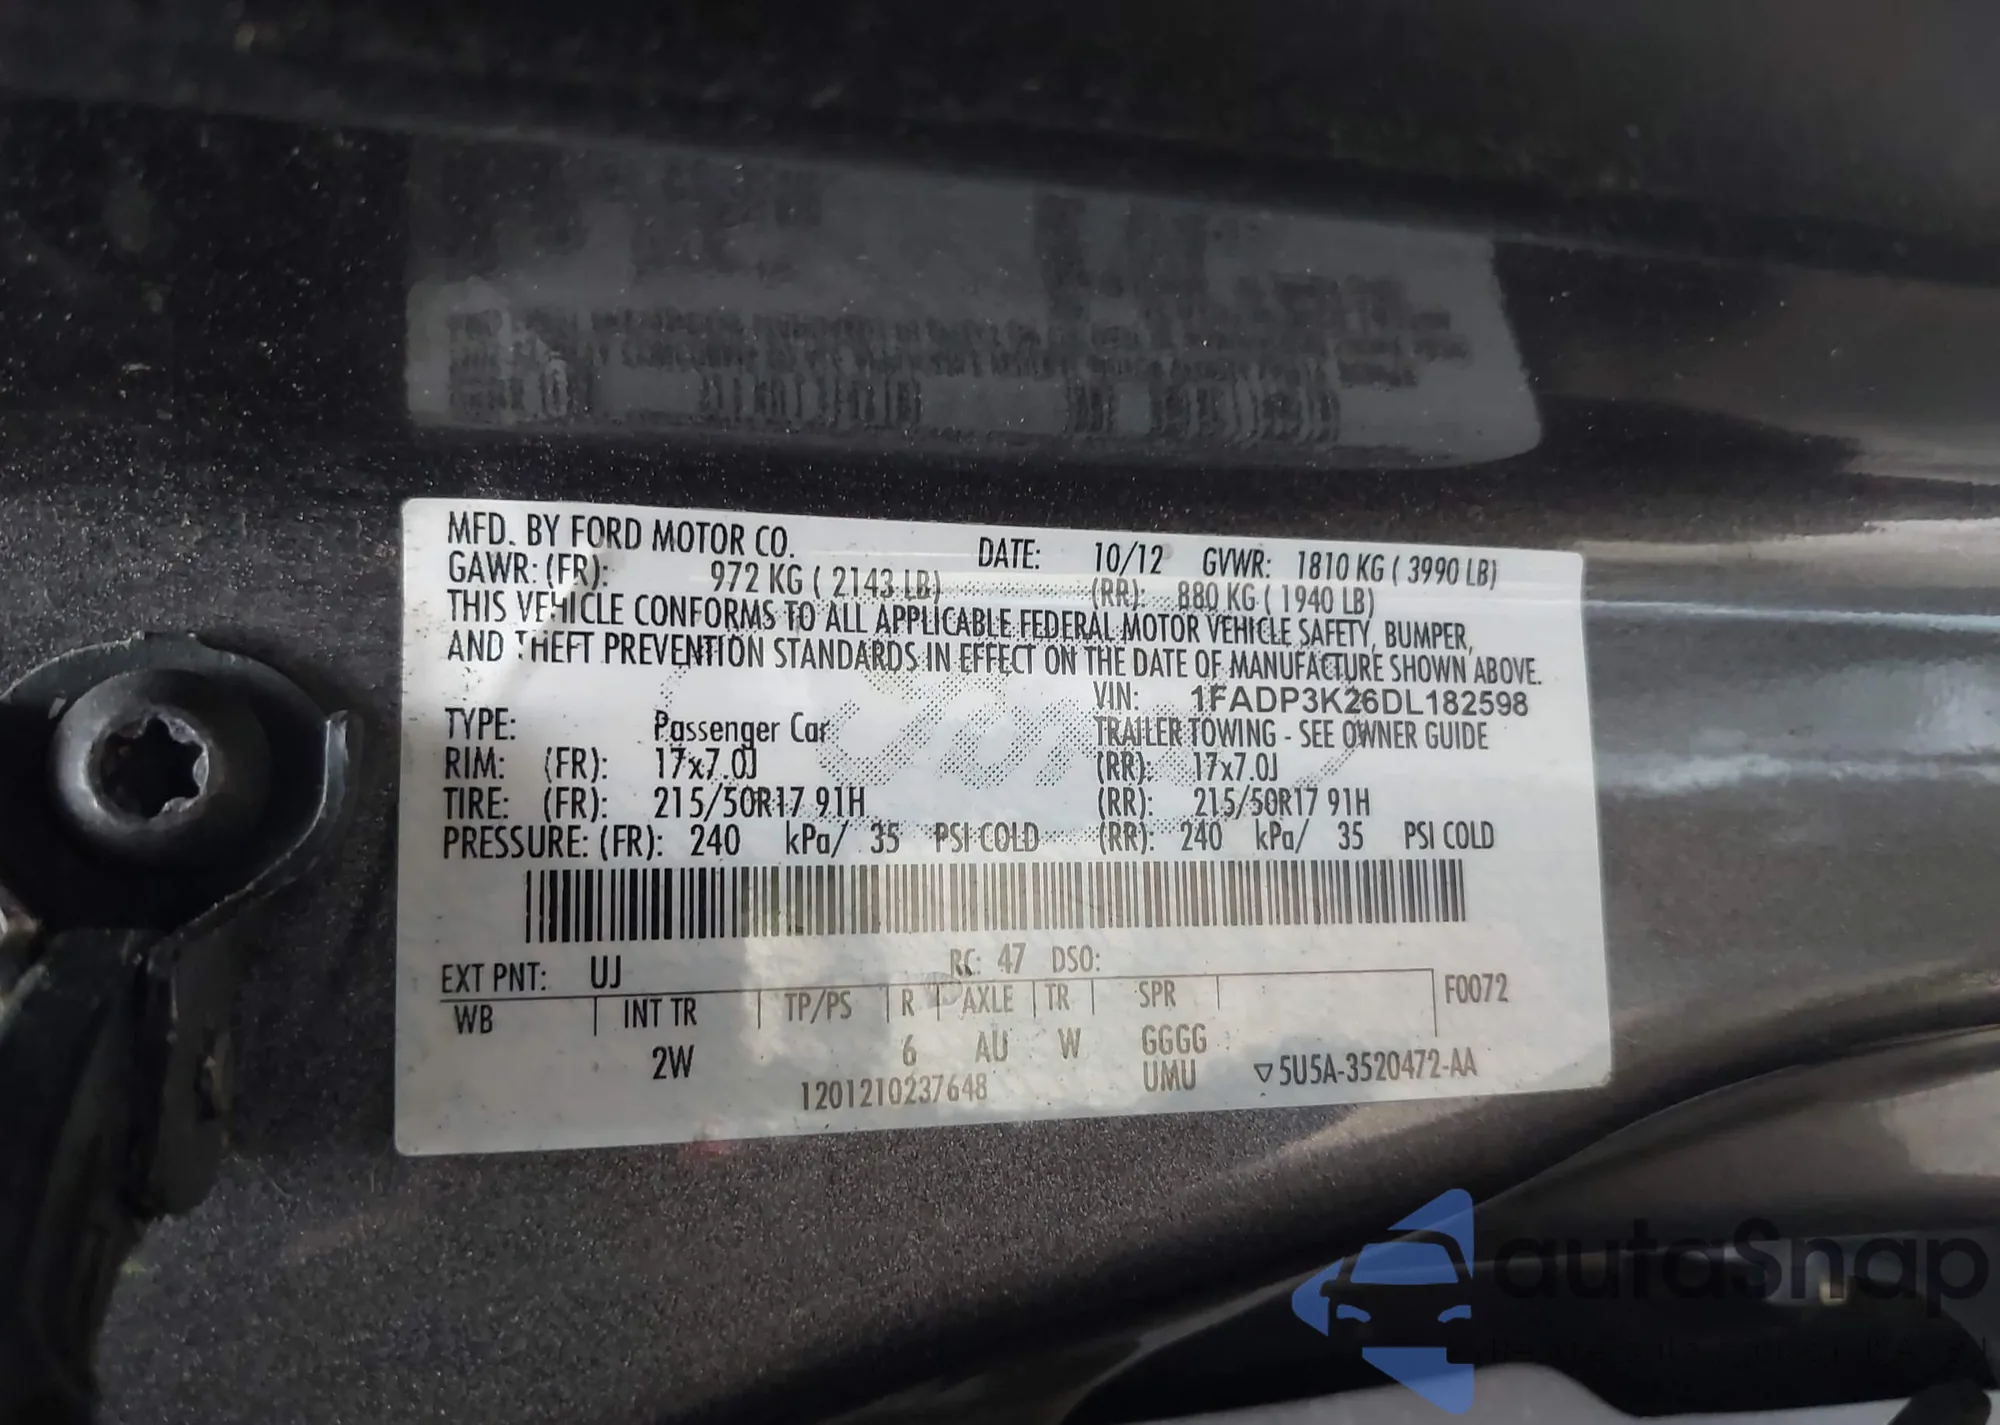 MFD. BY FORD MOTOR CO. DATE: 10/12 GVWR: 1810 KG ( 3990 LB)
GAWR: (FR): 972 KG ( 2143 LB) (RR): 880 KG ( 1940 LB)
THIS VEHICLE CONFORMS TO ALL APPLICABLE FEDERAL MOTOR VEHICLE SAFETY, BUMPER,
AND THEFT PREVENTION STANDARDS IN EFFECT ON THE DATE OF MANUFACTURE SHOWN ABOVE.
VIN: 1FADP3K26DL182598
TYPE: Passenger Car TRAILER TOWING - SEE OWNER GUIDE
RIM: (FR): 17x7.0J (RR): 17x7.0J
TIRE: (FR): 215/50R17 91H (RR): 215/50R17 91H
PRESSURE: (FR): 240 kPa/ 35 PSI COLD (RR): 240 kPa/ 35 PSI COLD
EXT PNT: UJ RC: 47 DSO:
WB INT TR TP/PS R AXLE TR SPR F0072
2W 6 AU W GGGG
UMU ▽5U5A-3520472-AA
1201210237648
autaSnap